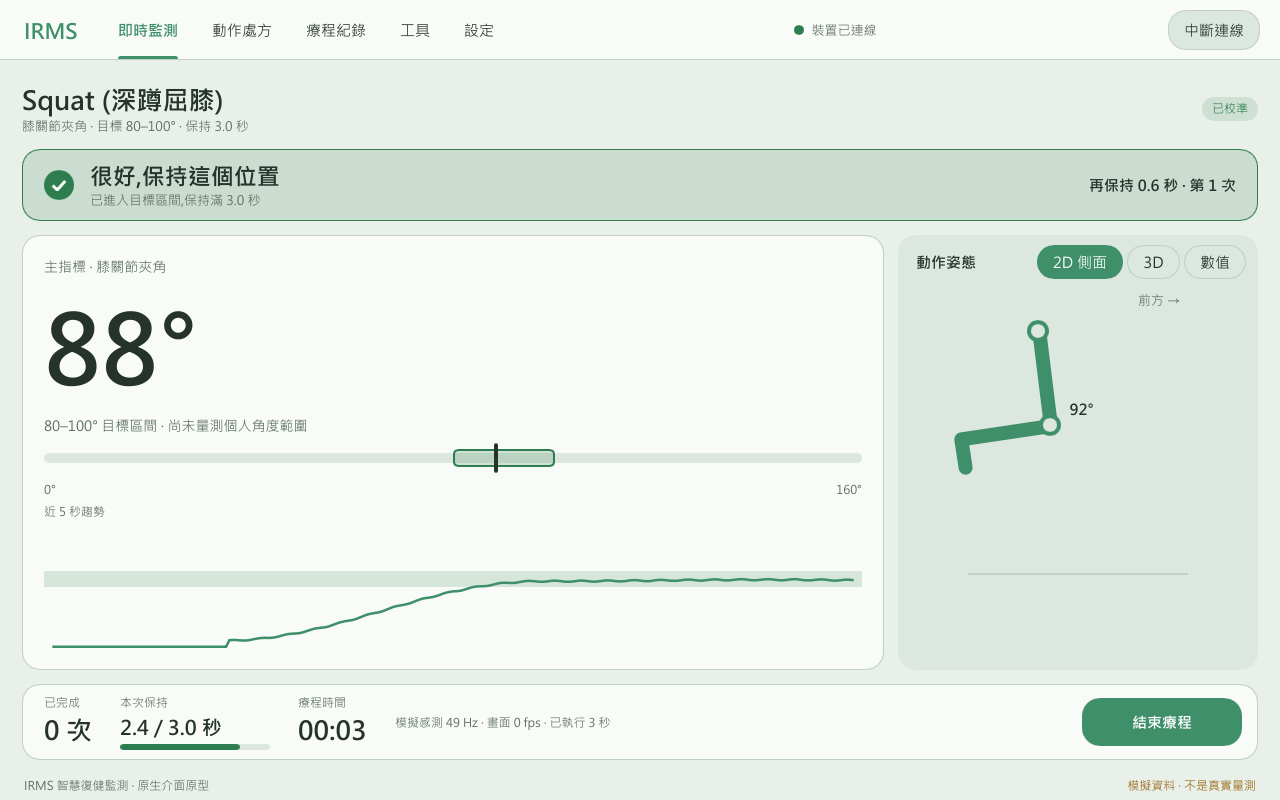 IRMS 即時監測 動作處方 療程紀錄 工具 設定 裝置已連線 中斷連線
Squat (深蹲屈膝)
膝關節夾角 · 目標 80–100° · 保持 3.0 秒
已校準
很好,保持這個位置
已進入目標區間,保持滿 3.0 秒
再保持 0.6 秒 · 第 1 次
主指標 · 膝關節夾角
88°
80–100° 目標區間 · 尚未量測個人角度範圍
0° 160°
近 5 秒趨勢
動作姿態 2D 側面 3D 數值
前方 →
92°
已完成
0 次
本次保持
2.4 / 3.0 秒
療程時間
00:03
模擬感測 49 Hz · 畫面 0 fps · 已執行 3 秒
結束療程
IRMS 智慧復健監測 · 原生介面原型
模擬資料 · 不是真實量測